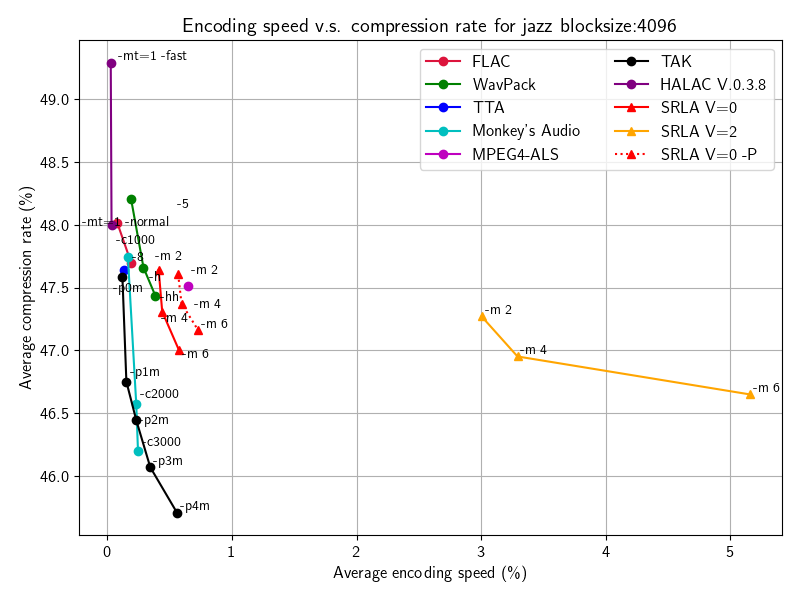 Encoding speed v.s. compression rate for jazz blocksize:4096
Average compression rate (%)
49.0
48.5
48.0
47.5
47.0
46.5
46.0
FLAC
WavPack
TTA
Monkey's Audio
MPEG4-ALS
TAK
HALAC V.0.3.8
SRLA V=0
SRLA V=2
SRLA V=0 -P
-mt=1 -fast
-5
-mt=1 -normal
-c1000
-8
-m 2
-h
-m 2
-p0m
-hh
-m 4
-m 4
-m 6
-m 6
-p1m
-c2000
-p2m
-c3000
-p3m
-p4m
-m 2
-m 4
-m 6
0
1
2
3
4
5
Average encoding speed (%)